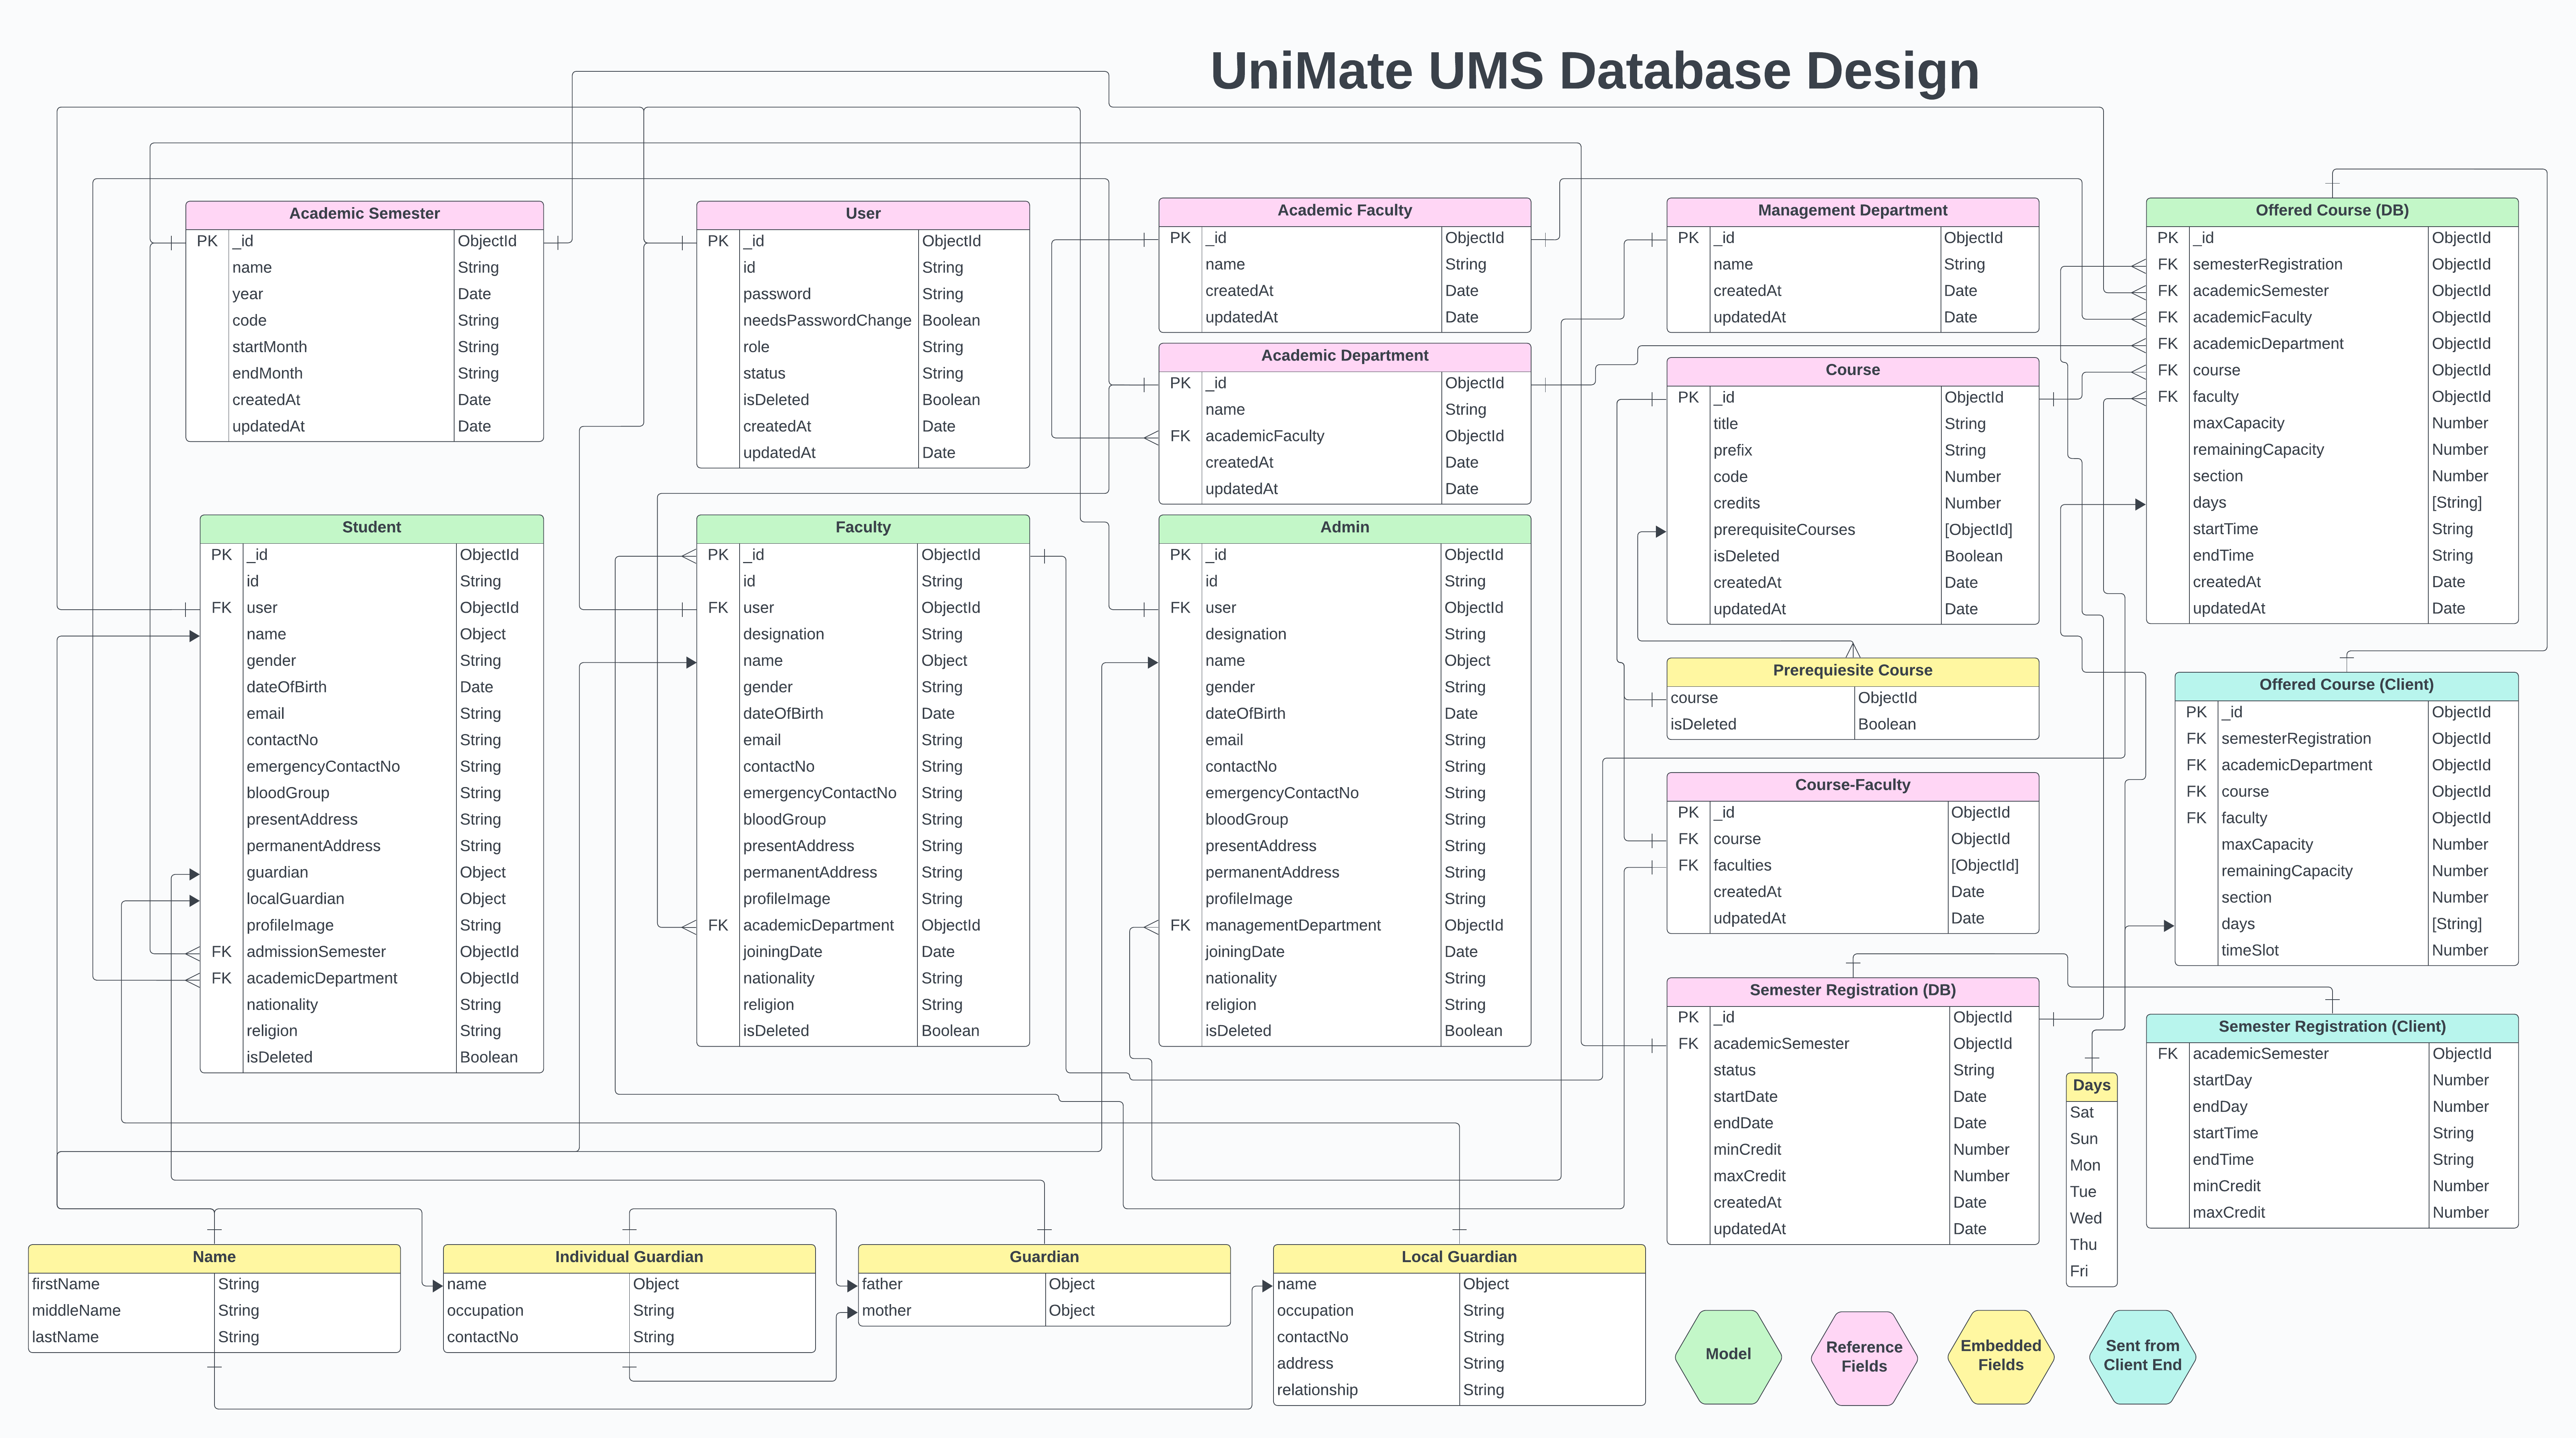 UniMate UMS Database Design
Academic Semester
PK _id ObjectId
name String
year Date
code String
startMonth String
endMonth String
createdAt Date
updatedAt Date
User
PK _id ObjectId
id String
password String
needsPasswordChange Boolean
role String
status String
isDeleted Boolean
createdAt Date
updatedAt Date
Academic Faculty
PK _id ObjectId
name String
createdAt Date
updatedAt Date
Academic Department
PK _id ObjectId
name String
FK academicFaculty ObjectId
createdAt Date
updatedAt Date
Management Department
PK _id ObjectId
name String
createdAt Date
updatedAt Date
Course
PK _id ObjectId
title String
prefix String
code Number
credits Number
prerequisiteCourses [ObjectId]
isDeleted Boolean
createdAt Date
updatedAt Date
Offered Course (DB)
PK _id ObjectId
FK semesterRegistration ObjectId
FK academicSemester ObjectId
FK academicFaculty ObjectId
FK academicDepartment ObjectId
FK course ObjectId
FK faculty ObjectId
maxCapacity Number
remainingCapacity Number
section Number
days [String]
startTime String
endTime String
createdAt Date
updatedAt Date
Student
PK _id ObjectId
id String
FK user ObjectId
name Object
gender String
dateOfBirth Date
email String
contactNo String
emergencyContactNo String
bloodGroup String
presentAddress String
permanentAddress String
guardian Object
localGuardian Object
profileImage String
FK admissionSemester ObjectId
FK academicDepartment ObjectId
nationality String
religion String
isDeleted Boolean
Faculty
PK _id ObjectId
id String
FK user ObjectId
designation String
name Object
gender String
dateOfBirth Date
email String
contactNo String
emergencyContactNo String
bloodGroup String
presentAddress String
permanentAddress String
profileImage String
FK academicDepartment ObjectId
joiningDate Date
nationality String
religion String
isDeleted Boolean
Admin
PK _id ObjectId
id String
FK user ObjectId
designation String
name Object
gender String
dateOfBirth Date
email String
contactNo String
emergencyContactNo String
bloodGroup String
presentAddress String
permanentAddress String
profileImage String
FK managementDepartment ObjectId
joiningDate Date
nationality String
religion String
isDeleted Boolean
Prerequiesite Course
course ObjectId
isDeleted Boolean
Course-Faculty
PK _id ObjectId
FK course ObjectId
FK faculties [ObjectId]
createdAt Date
udpatedAt Date
Offered Course (Client)
PK _id ObjectId
FK semesterRegistration ObjectId
FK academicDepartment ObjectId
FK course ObjectId
FK faculty ObjectId
maxCapacity Number
remainingCapacity Number
section Number
days [String]
timeSlot Number
Semester Registration (DB)
PK _id ObjectId
FK academicSemester ObjectId
status String
startDate Date
endDate Date
minCredit Number
maxCredit Number
createdAt Date
updatedAt Date
Days
Sat
Sun
Mon
Tue
Wed
Thu
Fri
Semester Registration (Client)
FK academicSemester ObjectId
startDay Number
endDay Number
startTime String
endTime String
minCredit Number
maxCredit Number
Name
firstName String
middleName String
lastName String
Individual Guardian
name Object
occupation String
contactNo String
Guardian
father Object
mother Object
Local Guardian
name Object
occupation String
contactNo String
address String
relationship String
Model
Reference
Fields
Embedded
Fields
Sent from
Client End